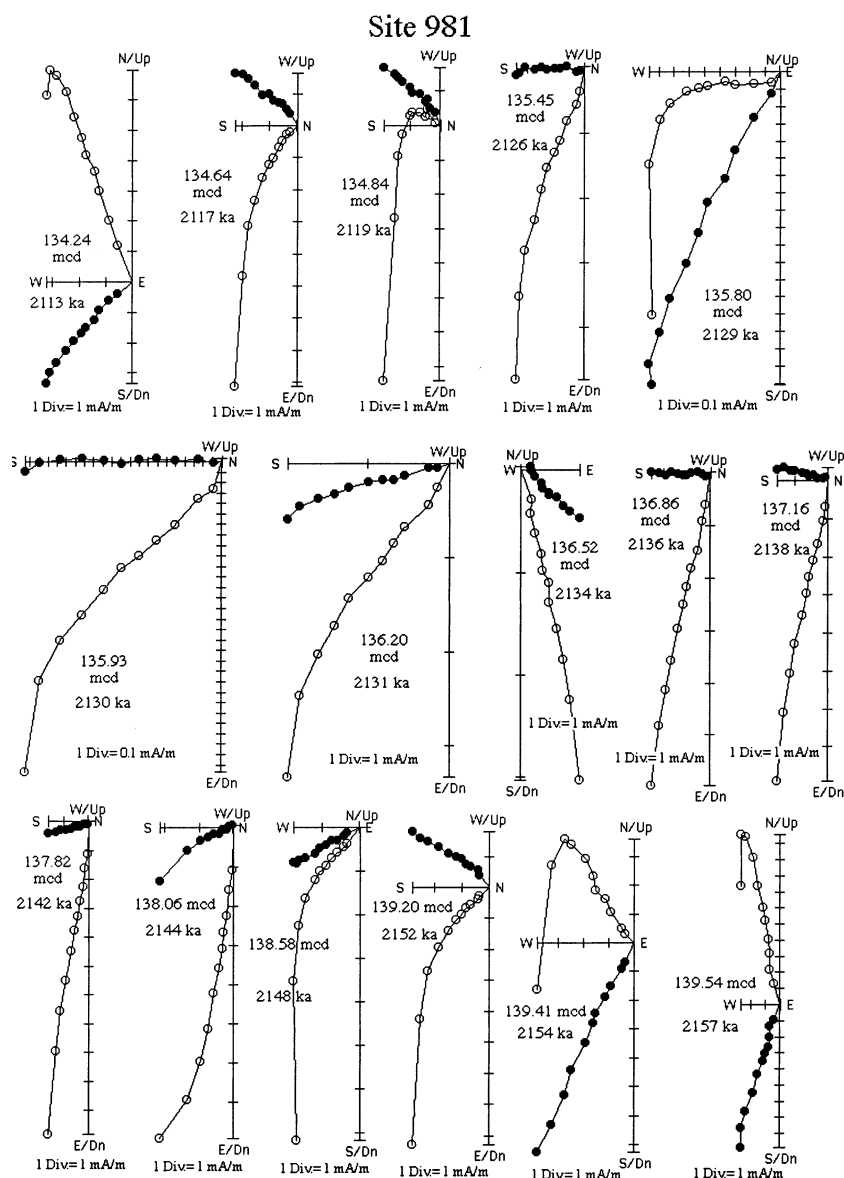 Site 981
N/Up
W
E
134.24
mcd
2113 ka
S/Dn
1 Div.= 1 mA/m
W/Up
S
N
134.64
mcd
2117 ka
E/Dn
1 Div.= 1 mA/m
W/Up
S
N
134.84
mcd
2119 ka
E/Dn
1 Div.= 1 mA/m
W/Up
S
N
135.45
mcd
2126 ka
E/Dn
1 Div.= 1 mA/m
N/Up
W
E
135.80
mcd
2129 ka
S/Dn
1 Div.= 0.1 mA/m
W/Up
S
N
135.93
mcd
2130 ka
1 Div.= 0.1 mA/m
E/Dn
W/Up
S
N
136.20
mcd
2131 ka
1 Div.= 1 mA/m
E/Dn
N/Up
W
E
136.52
mcd
2134 ka
1 Div.= 1 mA/m
S/Dn
W/Up
S
N
136.86
mcd
2136 ka
1 Div.= 1 mA/m
E/Dn
W/Up
S
N
137.16
mcd
2138 ka
1 Div.= 1 mA/m
E/Dn
W/Up
S
N
137.82
mcd
2142 ka
E/Dn
1 Div.= 1 mA/m
W/Up
S
N
138.06 mcd
2144 ka
E/Dn
1 Div.= 1 mA/m
N/Up
W
E
138.58 mcd
2148 ka
S/Dn
1 Div.= 1 mA/m
W/Up
S
N
139.20 mcd
2152 ka
E/Dn
1 Div.= 1 mA/m
N/Up
W
E
139.41 mcd
2154 ka
S/Dn
1 Div.= 1 mA/m
N/Up
W
E
139.54 mcd
2157 ka
S/Dn
1 Div.= 1 mA/m